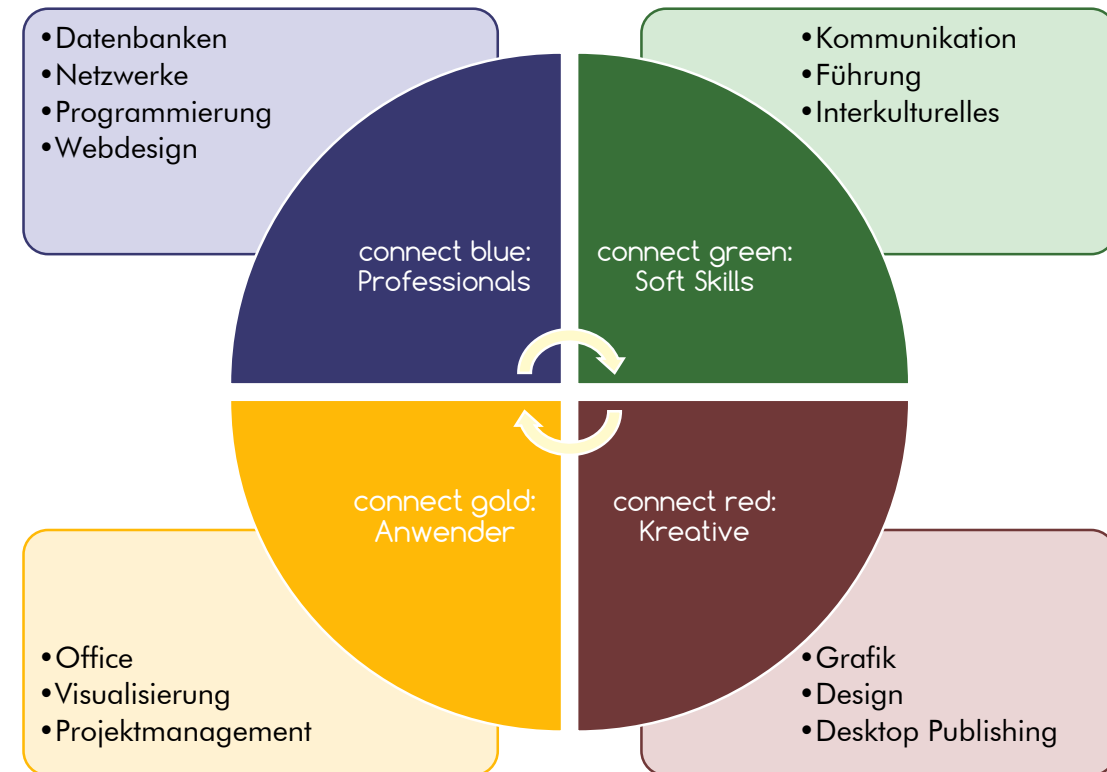 •Datenbanken
•Netzwerke
•Programmierung
•Webdesign
•Kommunikation
•Führung
•Interkulturelles
connect blue:
Professionals
connect green:
Soft Skills
connect gold:
Anwender
connect red:
Kreative
•Office
•Visualisierung
•Projektmanagement
•Grafik
•Design
•Desktop Publishing